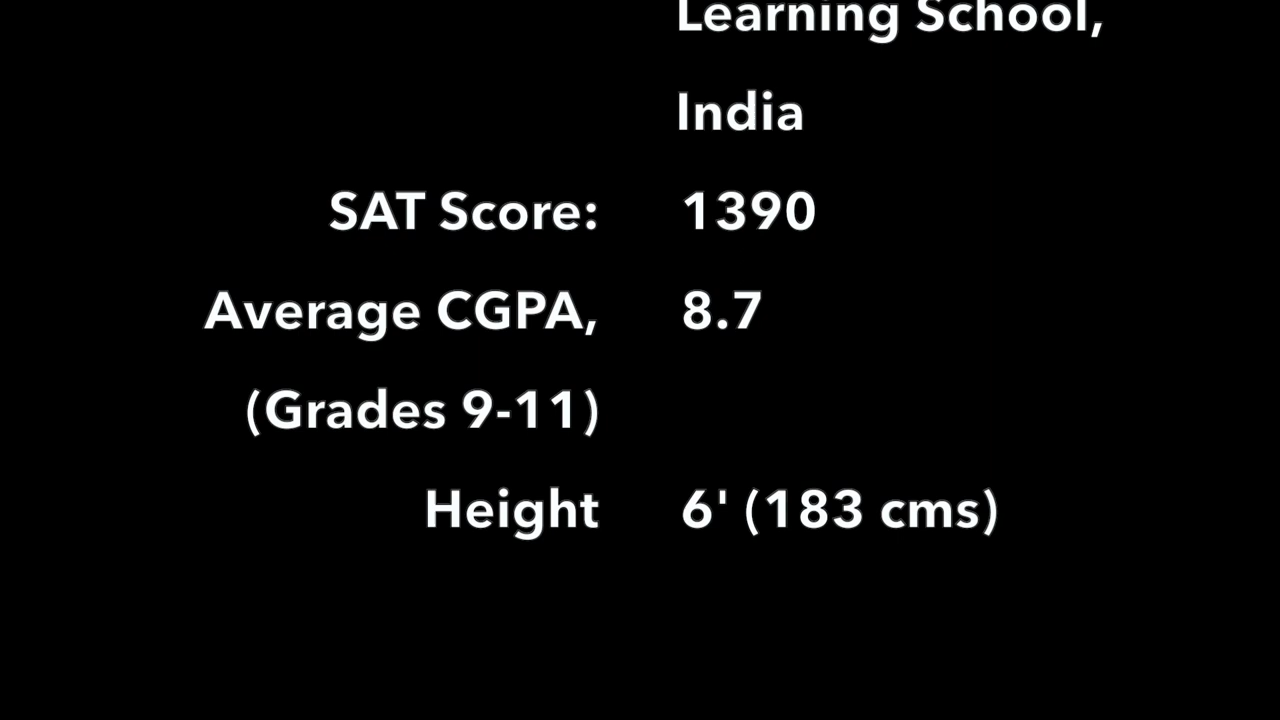 Learning School,
India
SAT Score: 1390
Average CGPA, 8.7
(Grades 9-11)
Height 6' (183 cms)